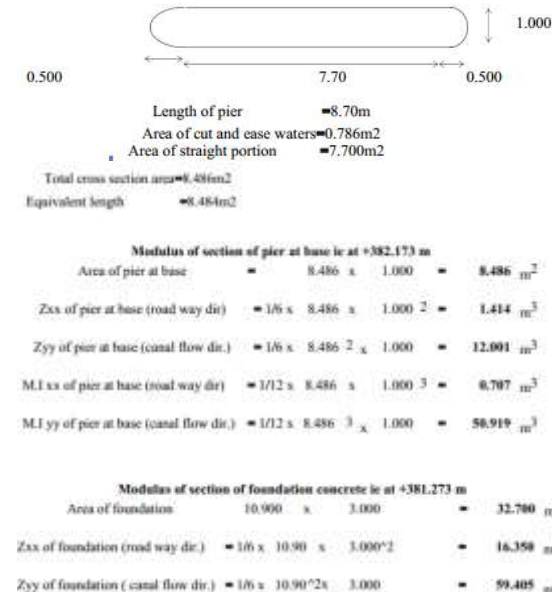 1.000
0.500 7.70 0.500
Length of pier =8.70m
Area of cut and ease waters=0.786m2
Area of straight portion =7.700m2
Total cross section area=8.486m2
Equivalent length =8.484m2
Modulus of section of pier at base ie at +382.173 m
Area of pier at base = 8.486 x 1.000 = 8.486 m2
Zxx of pier at base (road way dir) = 1/6 x 8.486 x 1.000 2 = 1.414 m3
Zyy of pier at base (canal flow dir.) = 1/6 x 8.486 2 x 1.000 = 12.001 m3
M.I xx of pier at base (road way dir) = 1/12 x 8.486 x 1.000 3 = 0.707 m3
M.I yy of pier at base (canal flow dir.) = 1/12 x 8.486 3 x 1.000 = 50.919 m3
Modulus of section of foundation concrete ie at +381.273 m
Area of foundation 10.900 x 3.000 = 32.700 m
Zxx of foundation (road way dir.) = 1/6 x 10.90 x 3.000^2 = 16.350 m
Zyy of foundation ( canal flow dir.) = 1/6 x 10.90^2x 3.000 = 59.405 m